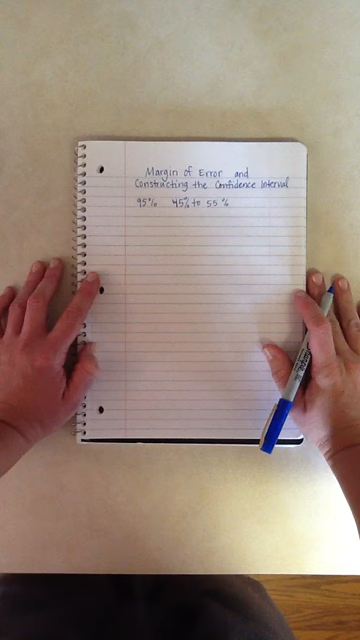 Margin of Error and
Constructing the Confidence Interval
95% 45% to 55%